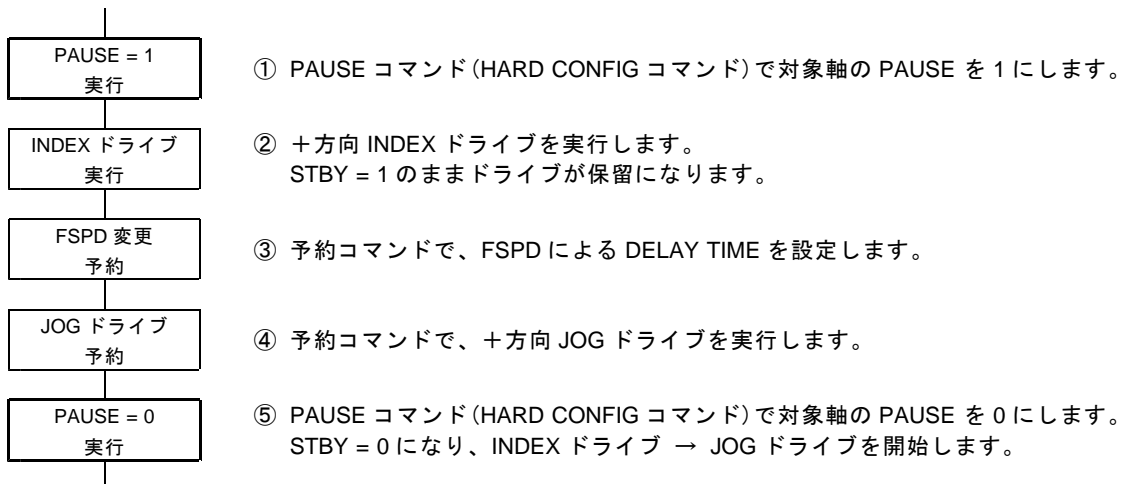 PAUSE = 1
実行
① PAUSE コマンド(HARD CONFIG コマンド)で対象軸の PAUSE を 1 にします。
INDEX ドライブ
実行
② ＋方向 INDEX ドライブを実行します。
STBY = 1 のままドライブが保留になります。
FSPD 変更
予約
③ 予約コマンドで、FSPD による DELAY TIME を設定します。
JOG ドライブ
予約
④ 予約コマンドで、＋方向 JOG ドライブを実行します。
PAUSE = 0
実行
⑤ PAUSE コマンド(HARD CONFIG コマンド)で対象軸の PAUSE を 0 にします。
STBY = 0 になり、INDEX ドライブ → JOG ドライブを開始します。